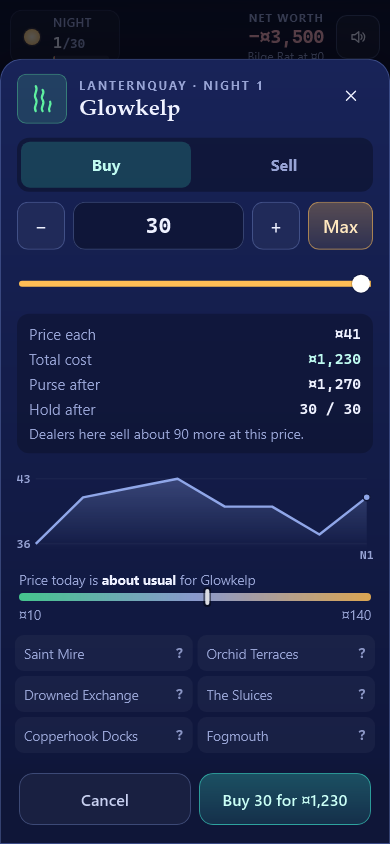 NIGHT
1/30
NET WORTH
−¤3,500
Bilge Rat at ¤0
LANTERNQUAY · NIGHT 1
Glowkelp
×
Buy
Sell
−
30
+
Max
Price each ¤41
Total cost ¤1,230
Purse after ¤1,270
Hold after 30 / 30
Dealers here sell about 90 more at this price.
43
36
N1
Price today is about usual for Glowkelp
¤10
¤140
Saint Mire ?
Orchid Terraces ?
Drowned Exchange ?
The Sluices ?
Copperhook Docks ?
Fogmouth ?
Cancel
Buy 30 for ¤1,230